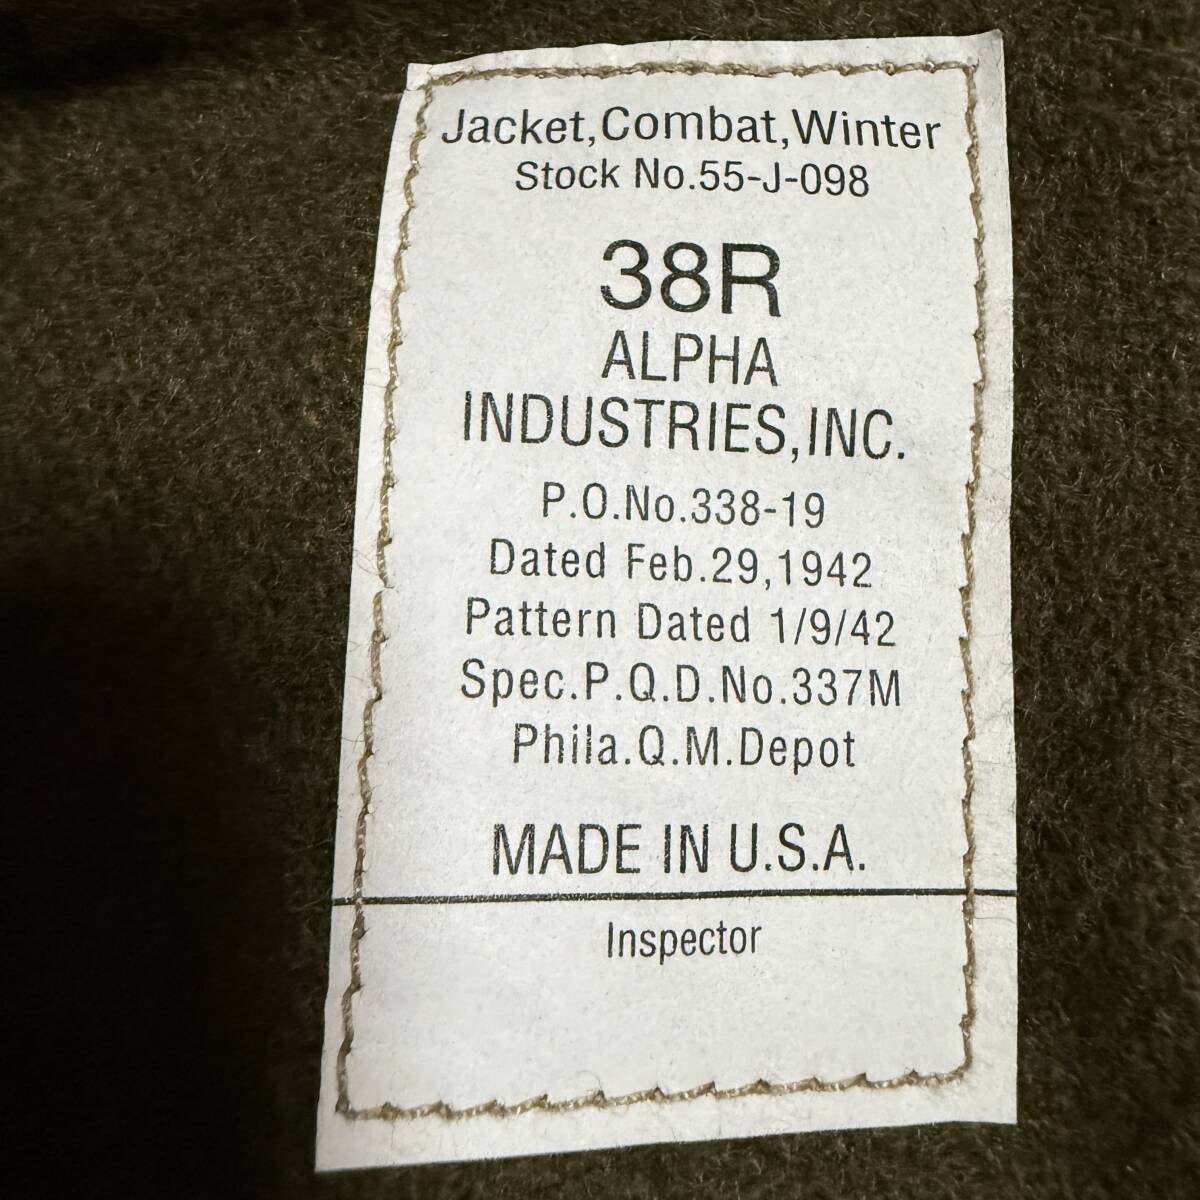 Jacket,Combat,Winter
Stock No.55-J-098
38R
ALPHA
INDUSTRIES,INC.
P.O.No.338-19
Dated Feb.29,1942
Pattern Dated 1/9/42
Spec.P.Q.D.No.337M
Phila.Q.M.Depot
MADE IN U.S.A.
Inspector